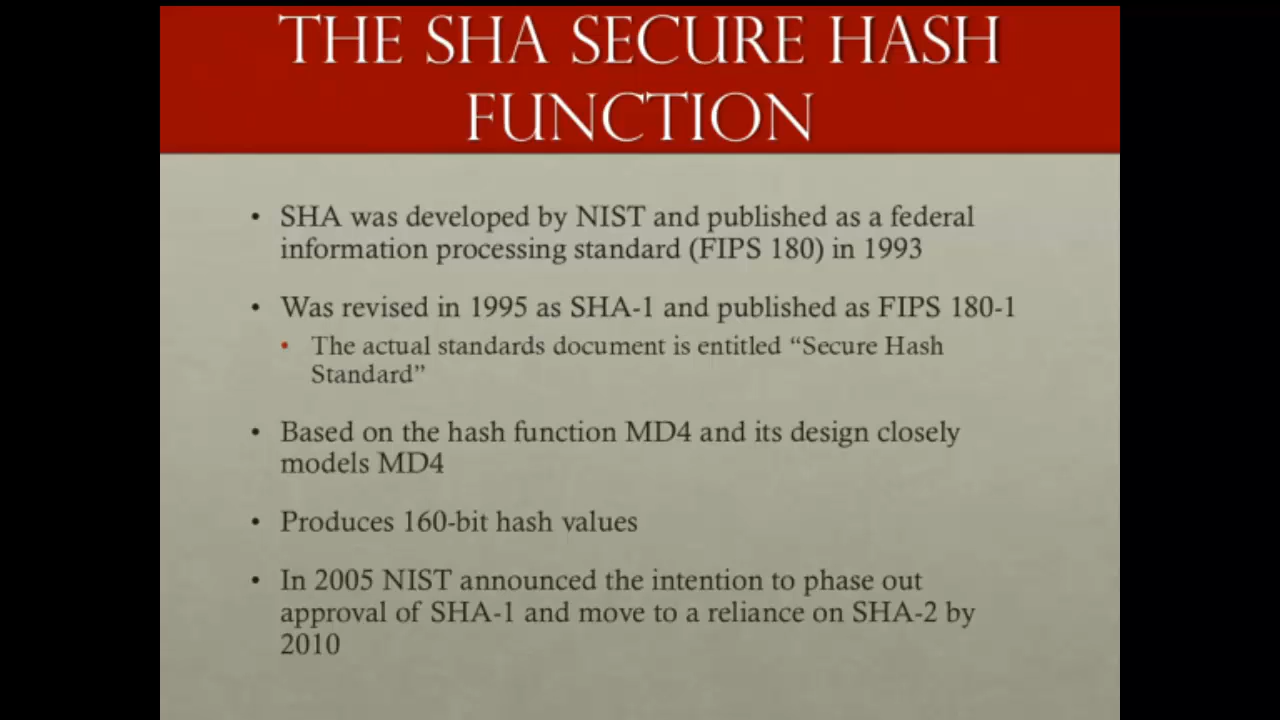 THE SHA SECURE HASH
FUNCTION
• SHA was developed by NIST and published as a federal
information processing standard (FIPS 180) in 1993
• Was revised in 1995 as SHA-1 and published as FIPS 180-1
• The actual standards document is entitled “Secure Hash
Standard”
• Based on the hash function MD4 and its design closely
models MD4
• Produces 160-bit hash values
• In 2005 NIST announced the intention to phase out
approval of SHA-1 and move to a reliance on SHA-2 by
2010